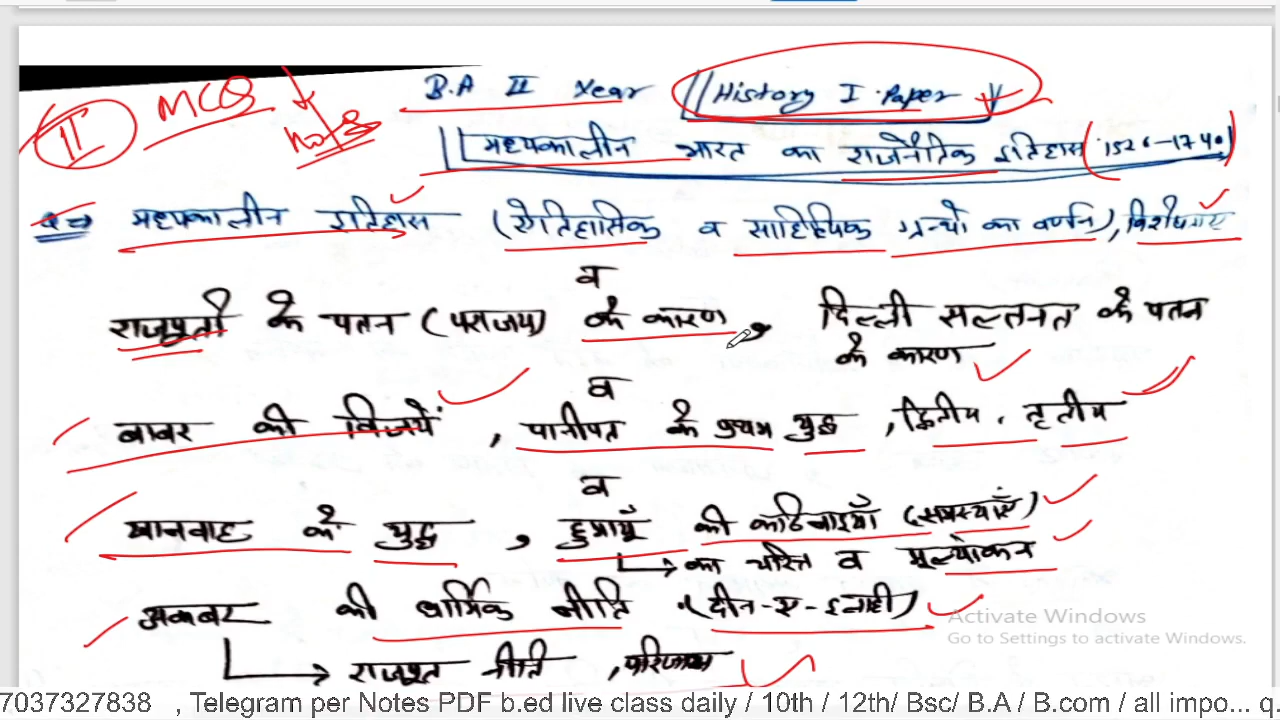 B.A II Year || History I Paper
II MCQ
Notes
मध्यकालीन भारत का राजनैतिक इतिहास (1526-1740)
मध्यकालीन इतिहास (ऐतिहासिक व साहित्यिक ग्रन्थो का वर्णन), विशेषताएं
व
राजपूतो के पतन (पराजय) के कारण, दिल्ली सल्तनत के पतन
के कारण
व
बाबर की विजयें, पानीपत के प्रथम युद्ध, द्वितीय, तृतीय
व
खानवाह के युद्ध, हुमायूँ की कठिनाइयाँ (समस्याएँ)
का चरित्र व मूल्यांकन
अकबर की धार्मिक नीति (दीन-ए-इलाही)
राजपूत नीति, परिणाम
Activate Windows
Go to Settings to activate Windows.
7037327838 , Telegram per Notes PDF b.ed live class daily / 10th / 12th/ Bsc/ B.A / B.com / all impo... q.